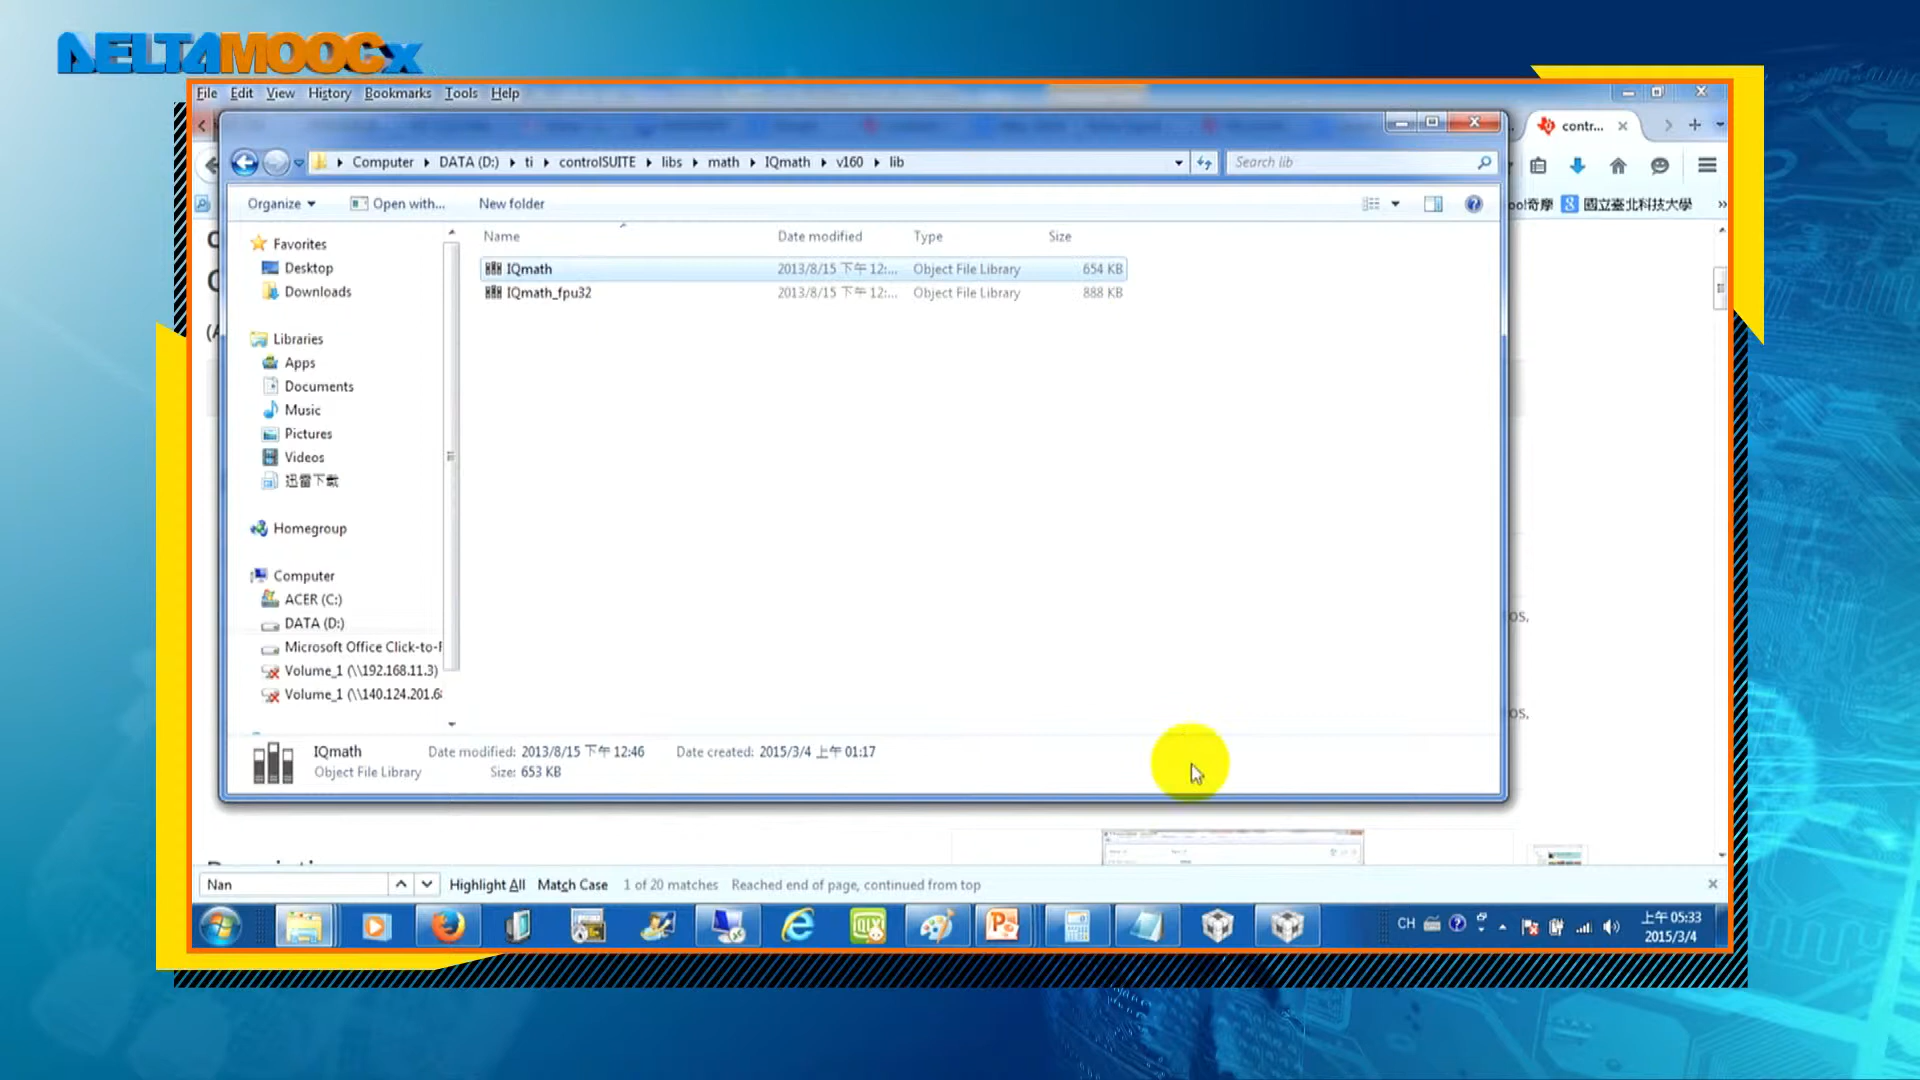 DELTAMOOCx
File Edit View History Bookmarks Tools Help
contr...
Computer DATA (D:) ti controlSUITE libs math IQmath v160 lib
Search lib
Organize Open with... New folder
oo!奇摩 國立臺北科技大學 »
Name Date modified Type Size
IQmath 2013/8/15 下午 12:... Object File Library 654 KB
IQmath_fpu32 2013/8/15 下午 12:... Object File Library 888 KB
Favorites
Desktop
Downloads
Libraries
Apps
Documents
Music
Pictures
Videos
迅雷下載
Homegroup
Computer
ACER (C:)
DATA (D:)
Microsoft Office Click-to-
Volume_1 (\\192.168.11.3)
Volume_1 (\\140.124.201.6
os,
os,
IQmath Date modified: 2013/8/15 下午 12:46 Date created: 2015/3/4 上午 01:17
Object File Library Size: 653 KB
Nan Highlight All Match Case 1 of 20 matches Reached end of page, continued from top
CH 上午 05:33
2015/3/4